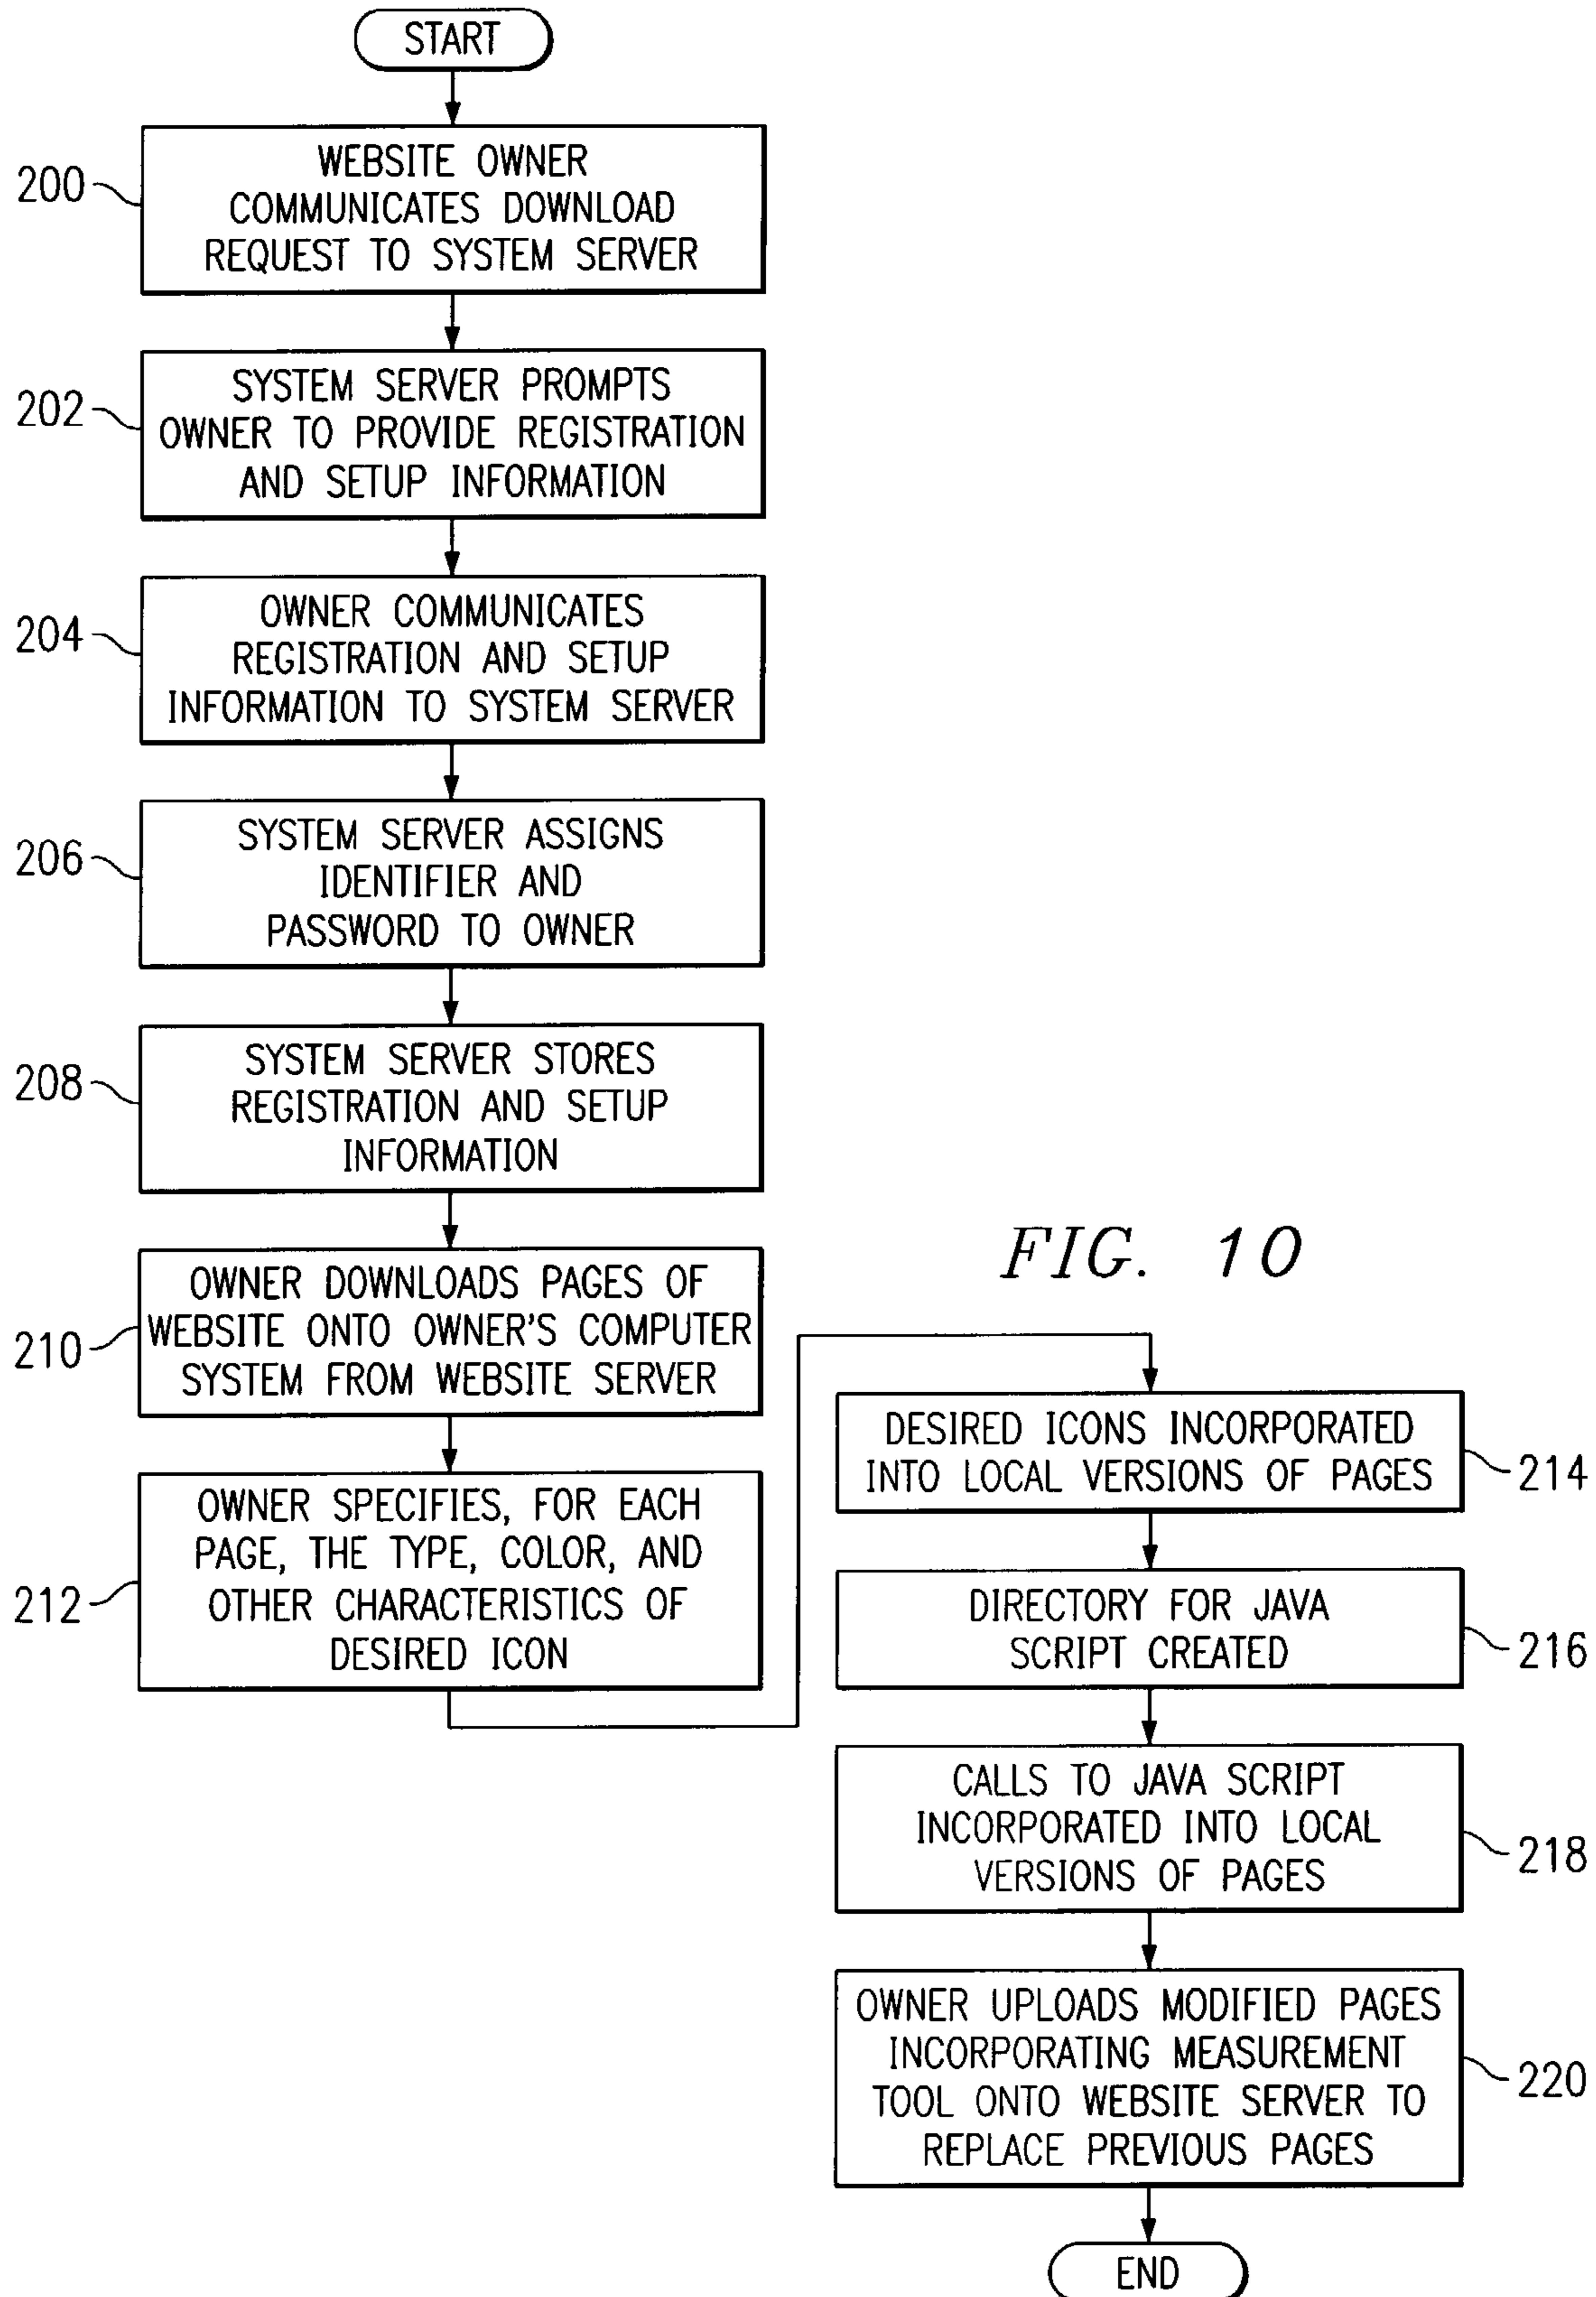 START
200
WEBSITE OWNER
COMMUNICATES DOWNLOAD
REQUEST TO SYSTEM SERVER
202
SYSTEM SERVER PROMPTS
OWNER TO PROVIDE REGISTRATION
AND SETUP INFORMATION
204
OWNER COMMUNICATES
REGISTRATION AND SETUP
INFORMATION TO SYSTEM SERVER
206
SYSTEM SERVER ASSIGNS
IDENTIFIER AND
PASSWORD TO OWNER
208
SYSTEM SERVER STORES
REGISTRATION AND SETUP
INFORMATION
210
OWNER DOWNLOADS PAGES OF
WEBSITE ONTO OWNER'S COMPUTER
SYSTEM FROM WEBSITE SERVER
212
OWNER SPECIFIES, FOR EACH
PAGE, THE TYPE, COLOR, AND
OTHER CHARACTERISTICS OF
DESIRED ICON
FIG. 10
DESIRED ICONS INCORPORATED
INTO LOCAL VERSIONS OF PAGES
214
DIRECTORY FOR JAVA
SCRIPT CREATED
216
CALLS TO JAVA SCRIPT
INCORPORATED INTO LOCAL
VERSIONS OF PAGES
218
OWNER UPLOADS MODIFIED PAGES
INCORPORATING MEASUREMENT
TOOL ONTO WEBSITE SERVER TO
REPLACE PREVIOUS PAGES
220
END